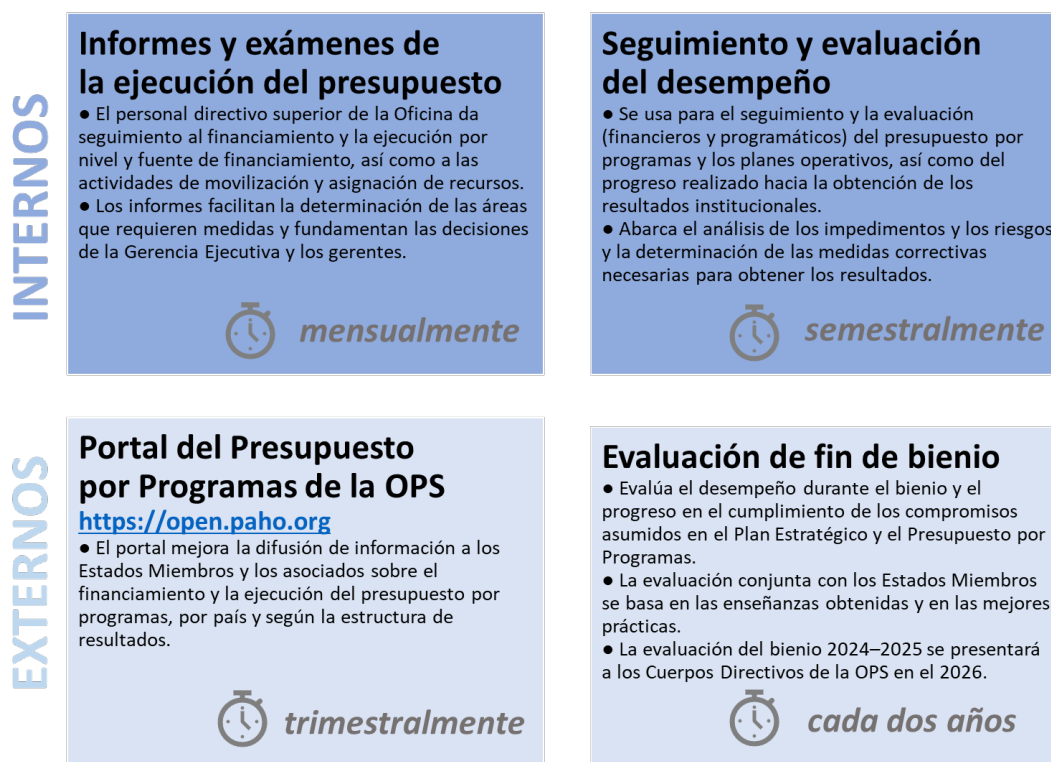 INTERNOS
Informes y exámenes de
la ejecución del presupuesto
● El personal directivo superior de la Oficina da
seguimiento al financiamiento y la ejecución por
nivel y fuente de financiamiento, así como a las
actividades de movilización y asignación de recursos.
● Los informes facilitan la determinación de las áreas
que requieren medidas y fundamentan las decisiones
de la Gerencia Ejecutiva y los gerentes.
mensualmente
Seguimiento y evaluación
del desempeño
● Se usa para el seguimiento y la evaluación
(financieros y programáticos) del presupuesto por
programas y los planes operativos, así como del
progreso realizado hacia la obtención de los
resultados institucionales.
● Abarca el análisis de los impedimentos y los riesgos
y la determinación de las medidas correctivas
necesarias para obtener los resultados.
semestralmente
EXTERNOS
Portal del Presupuesto
por Programas de la OPS
https://open.paho.org
● El portal mejora la difusión de información a los
Estados Miembros y los asociados sobre el
financiamiento y la ejecución del presupuesto por
programas, por país y según la estructura de
resultados.
trimestralmente
Evaluación de fin de bienio
● Evalúa el desempeño durante el bienio y el
progreso en el cumplimiento de los compromisos
asumidos en el Plan Estratégico y el Presupuesto por
Programas.
● La evaluación conjunta con los Estados Miembros
se basa en las enseñanzas obtenidas y en las mejores
prácticas.
● La evaluación del bienio 2024–2025 se presentará
a los Cuerpos Directivos de la OPS en el 2026.
cada dos años